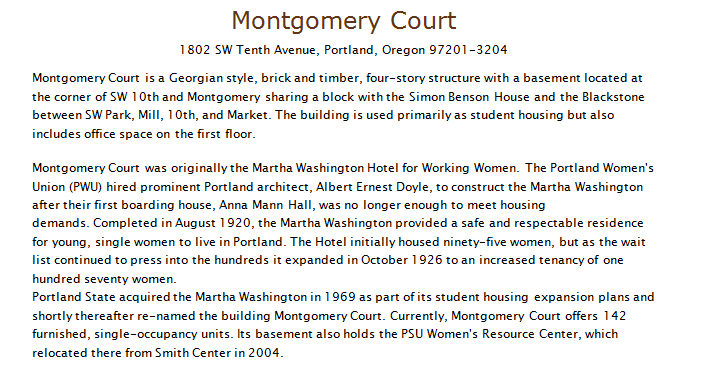 Montgomery Court
1802 SW Tenth Avenue, Portland, Oregon 97201-3204
Montgomery Court is a Georgian style, brick and timber, four-story structure with a basement located at
the corner of SW 10th and Montgomery sharing a block with the Simon Benson House and the Blackstone
between SW Park, Mill, 10th, and Market. The building is used primarily as student housing but also
includes office space on the first floor.
Montgomery Court was originally the Martha Washington Hotel for Working Women. The Portland Women's
Union (PWU) hired prominent Portland architect, Albert Ernest Doyle, to construct the Martha Washington
after their first boarding house, Anna Mann Hall, was no longer enough to meet housing
demands. Completed in August 1920, the Martha Washington provided a safe and respectable residence
for young, single women to live in Portland. The Hotel initially housed ninety-five women, but as the wait
list continued to press into the hundreds it expanded in October 1926 to an increased tenancy of one
hundred seventy women.
Portland State acquired the Martha Washington in 1969 as part of its student housing expansion plans and
shortly thereafter re-named the building Montgomery Court. Currently, Montgomery Court offers 142
furnished, single-occupancy units. Its basement also holds the PSU Women's Resource Center, which
relocated there from Smith Center in 2004.